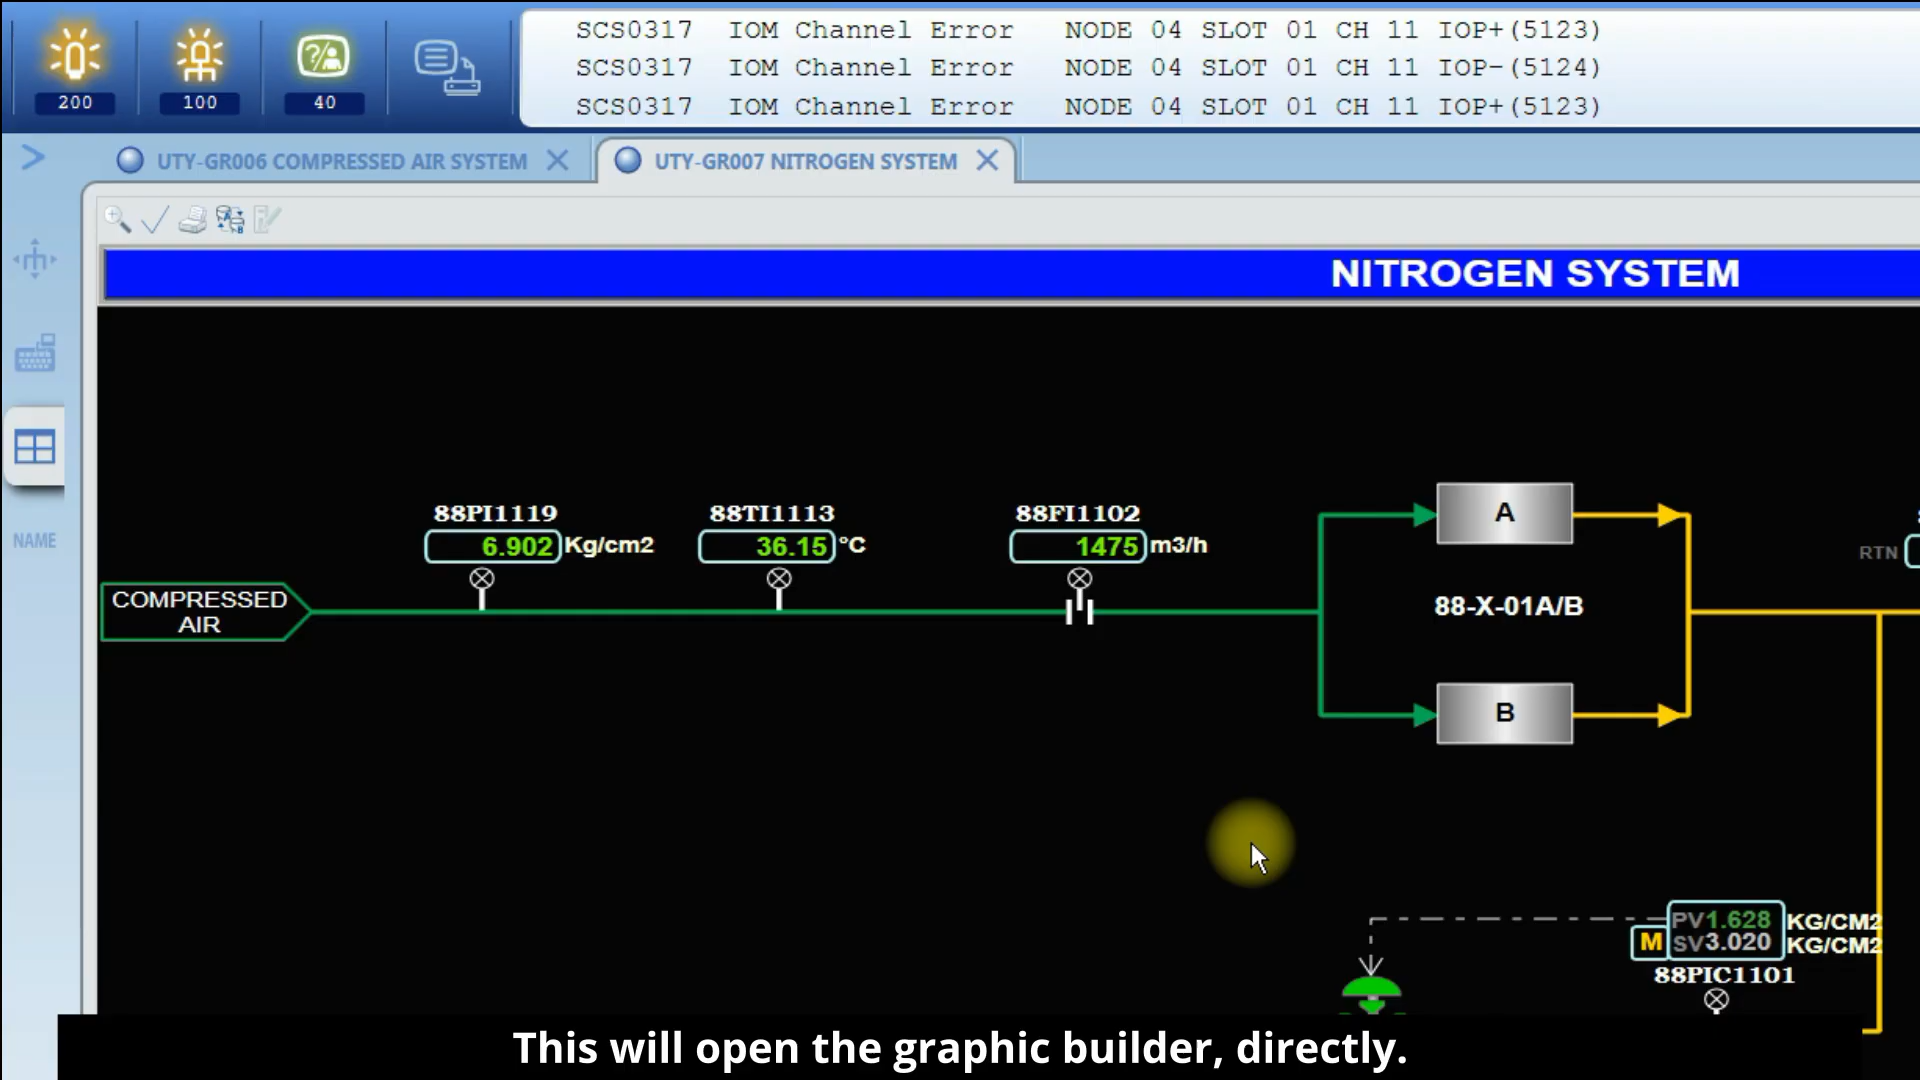 SCS0317 IOM Channel Error NODE 04 SLOT 01 CH 11 IOP+(5123)
SCS0317 IOM Channel Error NODE 04 SLOT 01 CH 11 IOP-(5124)
SCS0317 IOM Channel Error NODE 04 SLOT 01 CH 11 IOP+(5123)
200 100 40
UTY-GR006 COMPRESSED AIR SYSTEM
UTY-GR007 NITROGEN SYSTEM
NITROGEN SYSTEM
NAME
88PI1119
6.902 Kg/cm2
88TI1113
36.15 °C
88FI1102
1475 m3/h
COMPRESSED
AIR
A
88-X-01A/B
B
RTN
PV 1.628 KG/CM2
M SV 3.020 KG/CM2
88PIC1101
This will open the graphic builder, directly.